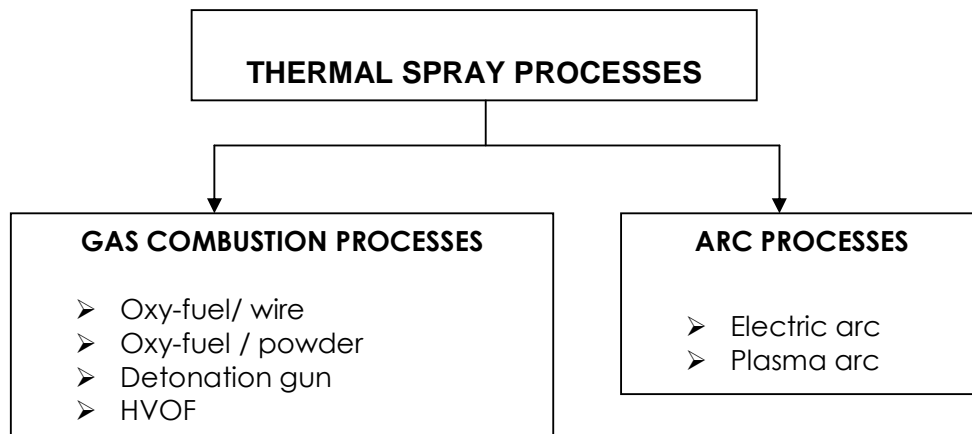 THERMAL SPRAY PROCESSES
GAS COMBUSTION PROCESSES
➢ Oxy-fuel/ wire
➢ Oxy-fuel / powder
➢ Detonation gun
➢ HVOF
ARC PROCESSES
➢ Electric arc
➢ Plasma arc